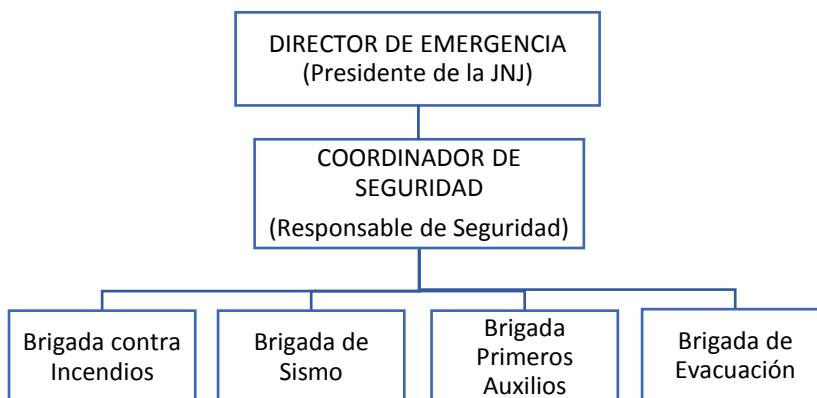 DIRECTOR DE EMERGENCIA
(Presidente de la JNJ)
COORDINADOR DE
SEGURIDAD
(Responsable de Seguridad)
Brigada contra
Incendios
Brigada de
Sismo
Brigada
Primeros
Auxilios
Brigada de
Evacuación